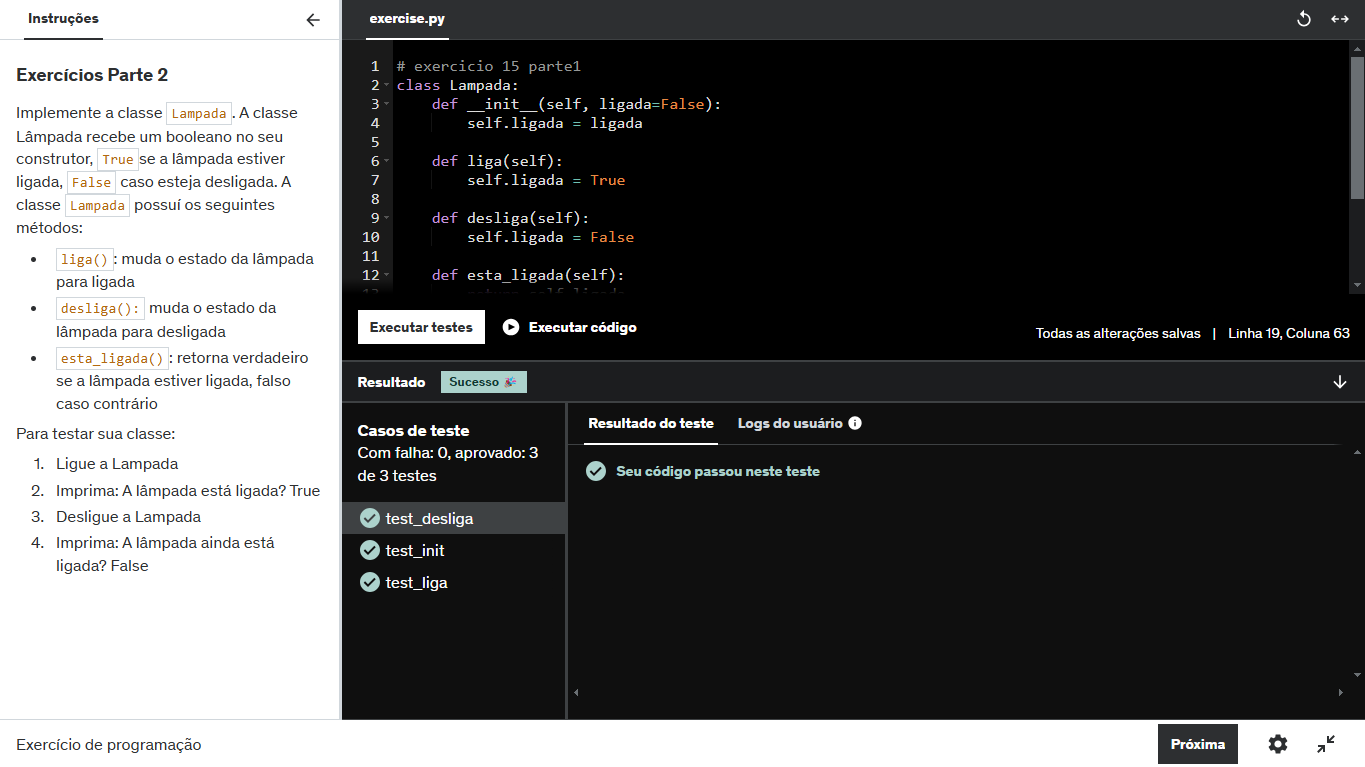 Instruções
Exercícios Parte 2
Implemente a classe Lampada. A classe
Lâmpada recebe um booleano no seu
construtor, True se a lâmpada estiver
ligada, False caso esteja desligada. A
classe Lampada possuí os seguintes
métodos:
• liga(): muda o estado da lâmpada
para ligada
• desliga(): muda o estado da
lâmpada para desligada
• esta_ligada(): retorna verdadeiro
se a lâmpada estiver ligada, falso
caso contrário
Para testar sua classe:
1. Ligue a Lampada
2. Imprima: A lâmpada está ligada? True
3. Desligue a Lampada
4. Imprima: A lâmpada ainda está
ligada? False
exercise.py
1 # exercicio 15 parte1
2 class Lampada:
3     def __init__(self, ligada=False):
4         self.ligada = ligada
5
6     def liga(self):
7         self.ligada = True
8
9     def desliga(self):
10         self.ligada = False
11
12     def esta_ligada(self):
Executar testes
Executar código
Todas as alterações salvas | Linha 19, Coluna 63
Resultado
Sucesso 🎉
Casos de teste
Com falha: 0, aprovado: 3
de 3 testes
test_desliga
test_init
test_liga
Resultado do teste
Logs do usuário
Seu código passou neste teste
Exercício de programação
Próxima